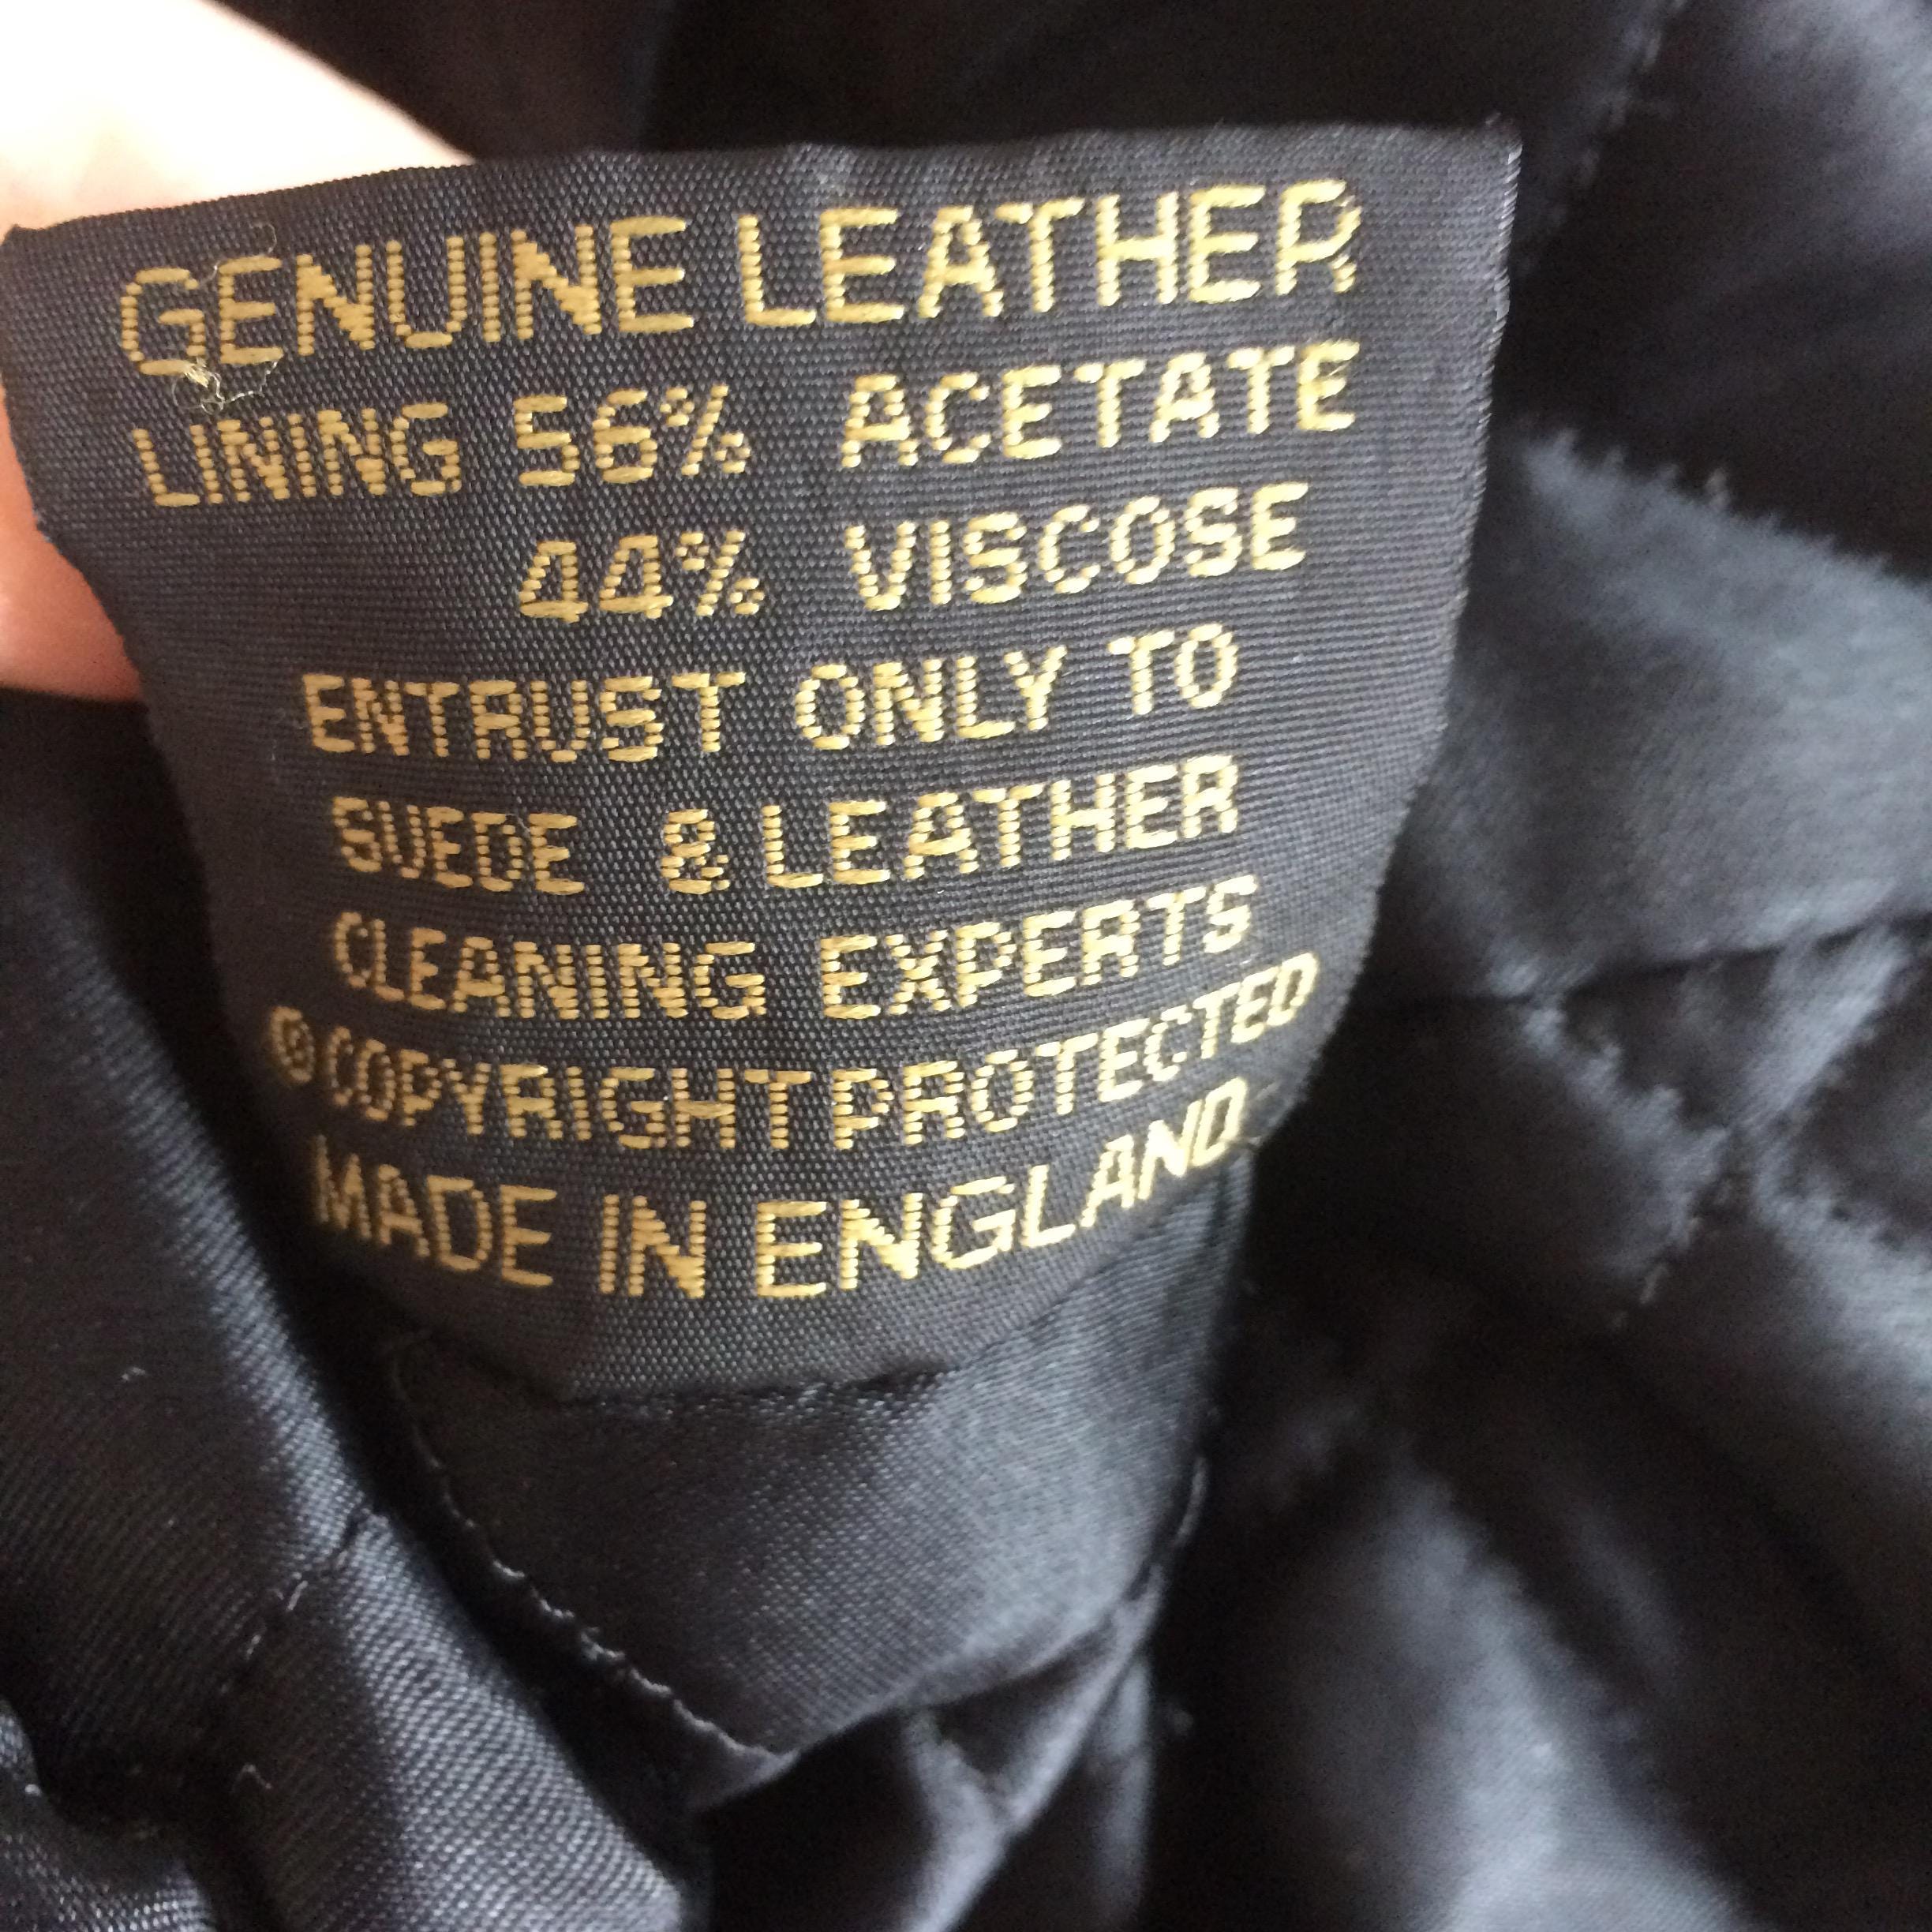 GENUINE LEATHER
LINING 56% ACETATE
44% VISCOSE
ENTRUST ONLY TO
SUEDE & LEATHER
CLEANING EXPERTS
© COPYRIGHT PROTECTED
MADE IN ENGLAND